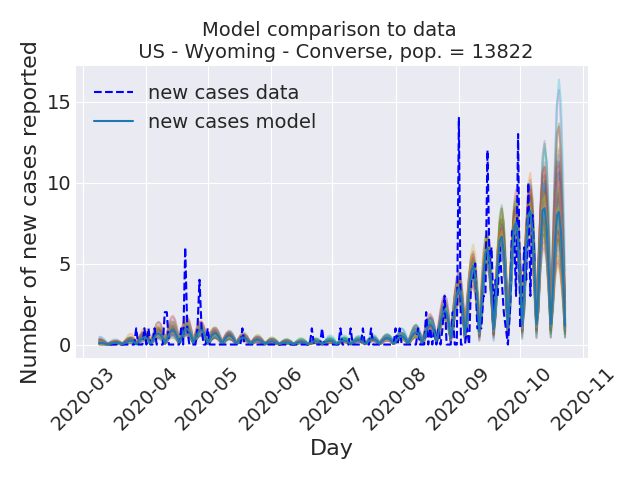 Model comparison to data
US - Wyoming - Converse, pop. = 13822
Number of new cases reported
15
10
5
0
new cases data
new cases model
2020-03
2020-04
2020-05
2020-06
2020-07
2020-08
2020-09
2020-10
2020-11
Day